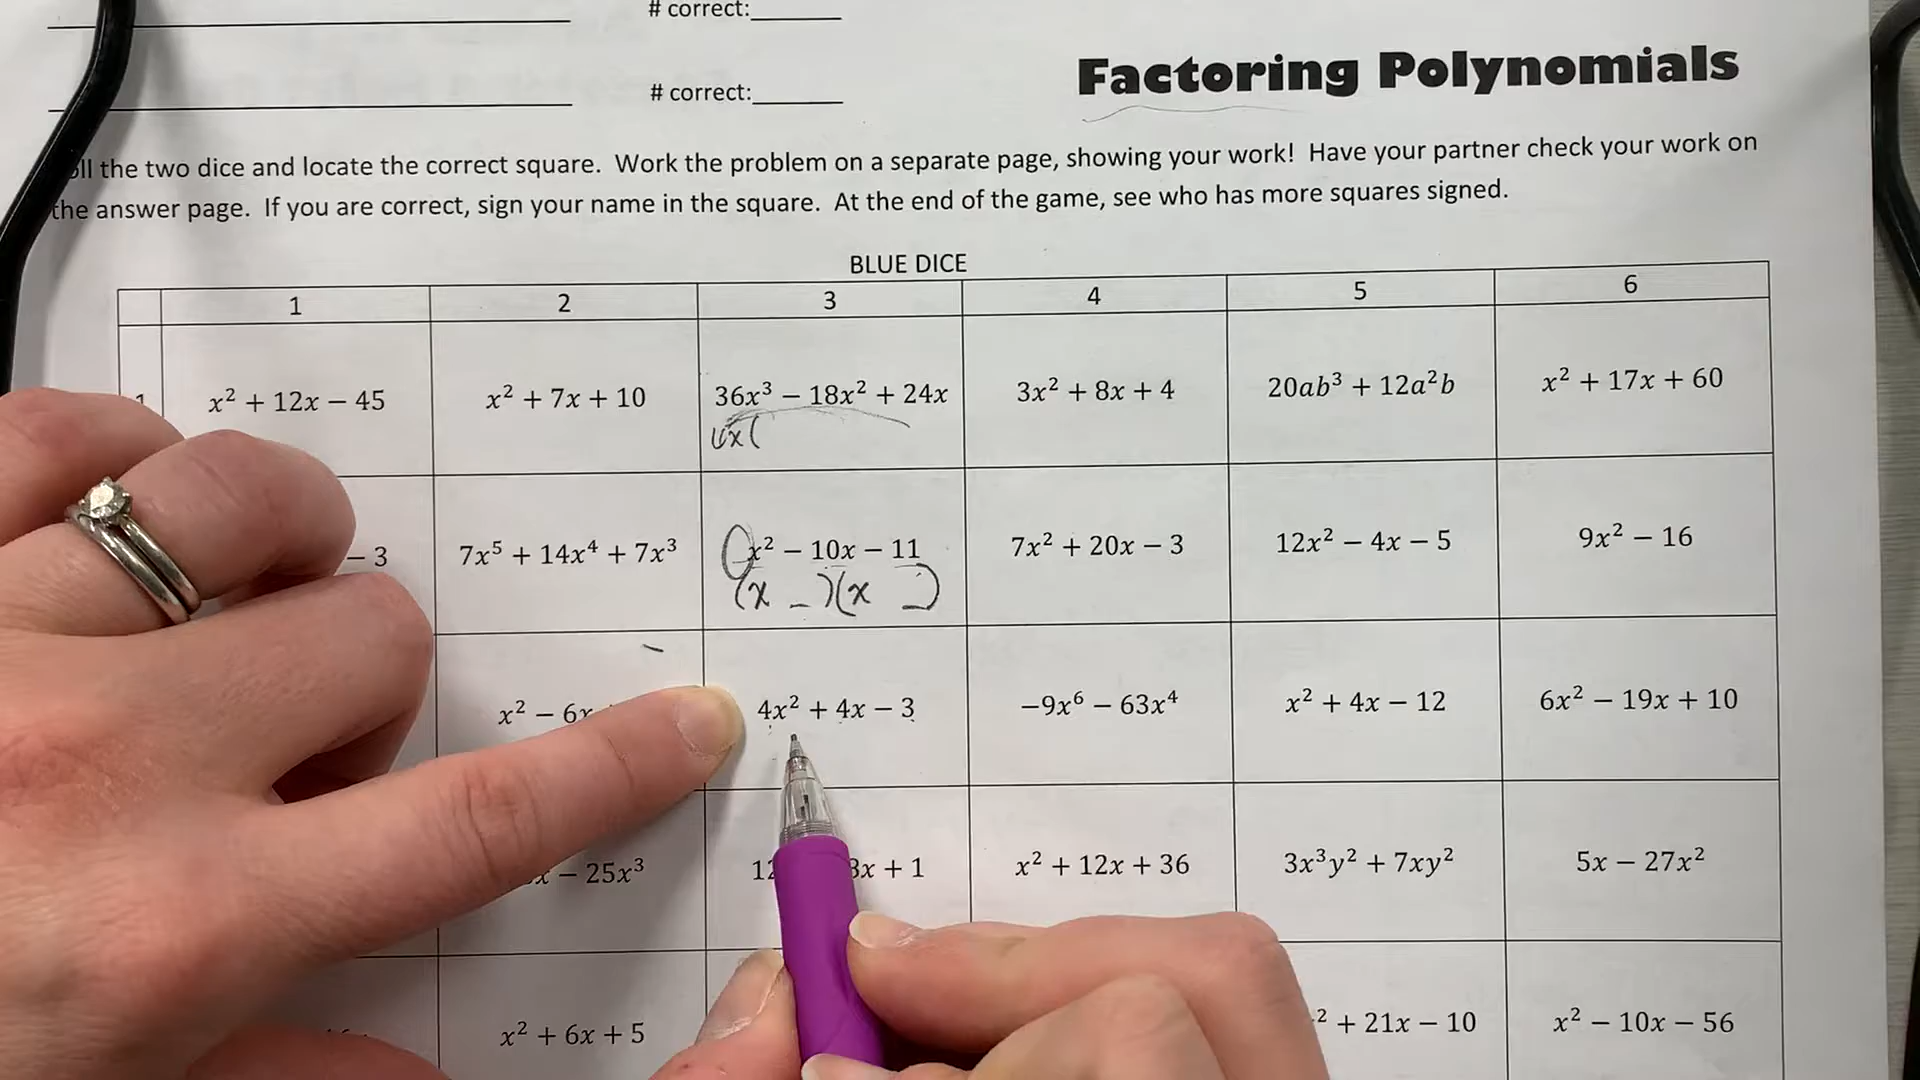 # correct:
Factoring Polynomials
# correct:
the two dice and locate the correct square. Work the problem on a separate page, showing your work! Have your partner check your work on
the answer page. If you are correct, sign your name in the square. At the end of the game, see who has more squares signed.
BLUE DICE
1 2 3 4 5 6
x² + 12x − 45 x² + 7x + 10 36x³ − 18x² + 24x 3x² + 8x + 4 20ab³ + 12a²b x² + 17x + 60
− 3 7x⁵ + 14x⁴ + 7x³ x² − 10x − 11 7x² + 20x − 3 12x² − 4x − 5 9x² − 16
(x _)(x _)
x² − 6x 4x² + 4x − 3 −9x⁶ − 63x⁴ x² + 4x − 12 6x² − 19x + 10
− 25x³ x + 1 x² + 12x + 36 3x³y² + 7xy² 5x − 27x²
x² + 6x + 5 + 21x − 10 x² − 10x − 56